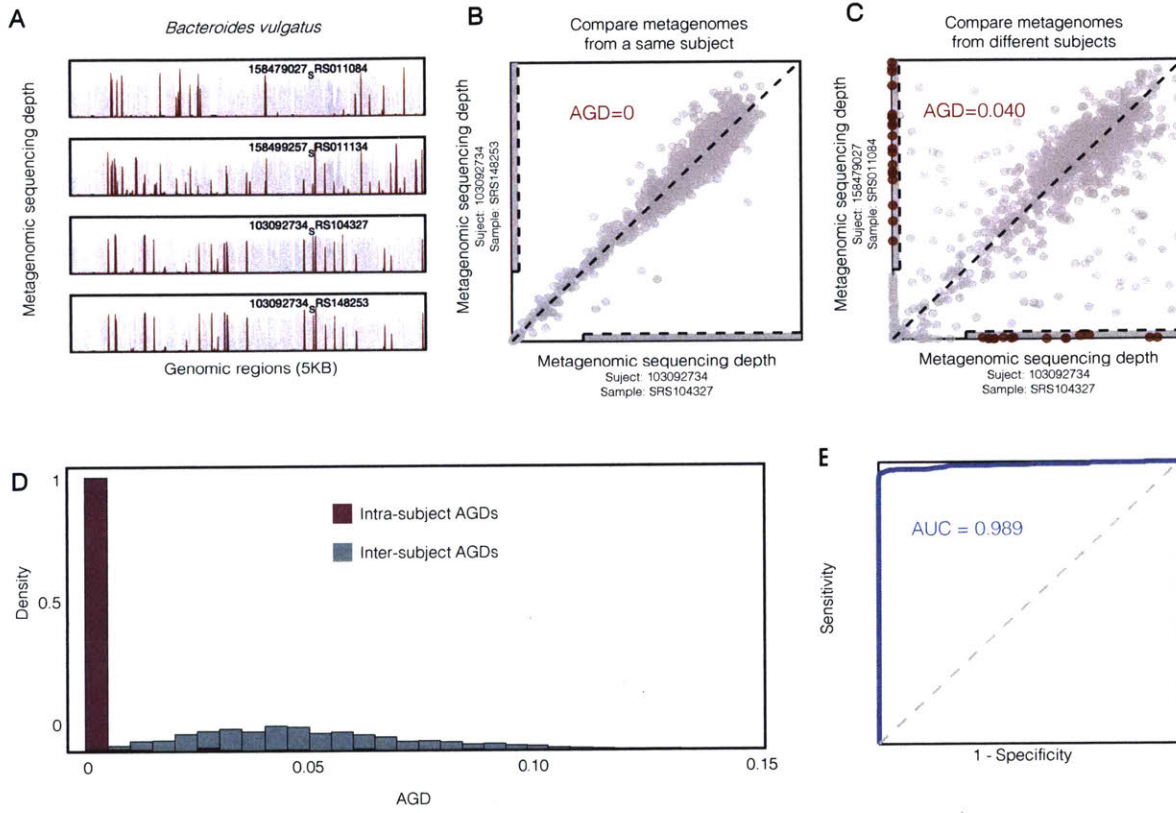 A
Bacteroides vulgatus
Metagenomic sequencing depth
158479027SRS011084
158499257SRS011134
103092734SRS104327
103092734SRS148253
Genomic regions (5KB)
B
Compare metagenomes
from a same subject
Metagenomic sequencing depth
Suject: 103092734
Sample: SRS148253
AGD=0
Metagenomic sequencing depth
Suject: 103092734
Sample: SRS104327
C
Compare metagenomes
from different subjects
Metagenomic sequencing depth
Suject: 158479027
Sample: SRS011084
AGD=0.040
Metagenomic sequencing depth
Suject: 103092734
Sample: SRS104327
D
1
0.5
0
Density
Intra-subject AGDs
Inter-subject AGDs
0
0.05
0.10
0.15
AGD
E
Sensitivity
AUC = 0.989
1 - Specificity